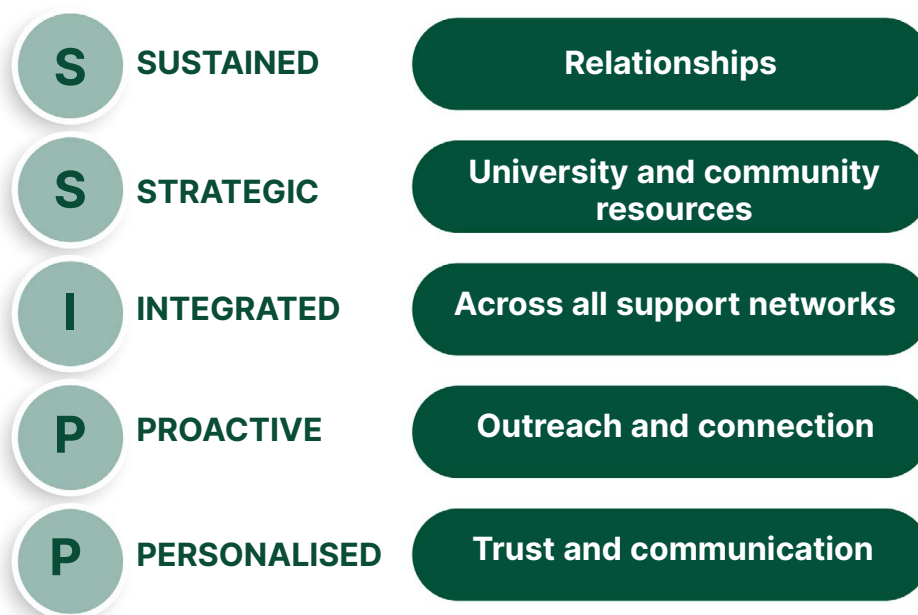 S SUSTAINED Relationships
S STRATEGIC University and community
resources
I INTEGRATED Across all support networks
P PROACTIVE Outreach and connection
P PERSONALISED Trust and communication